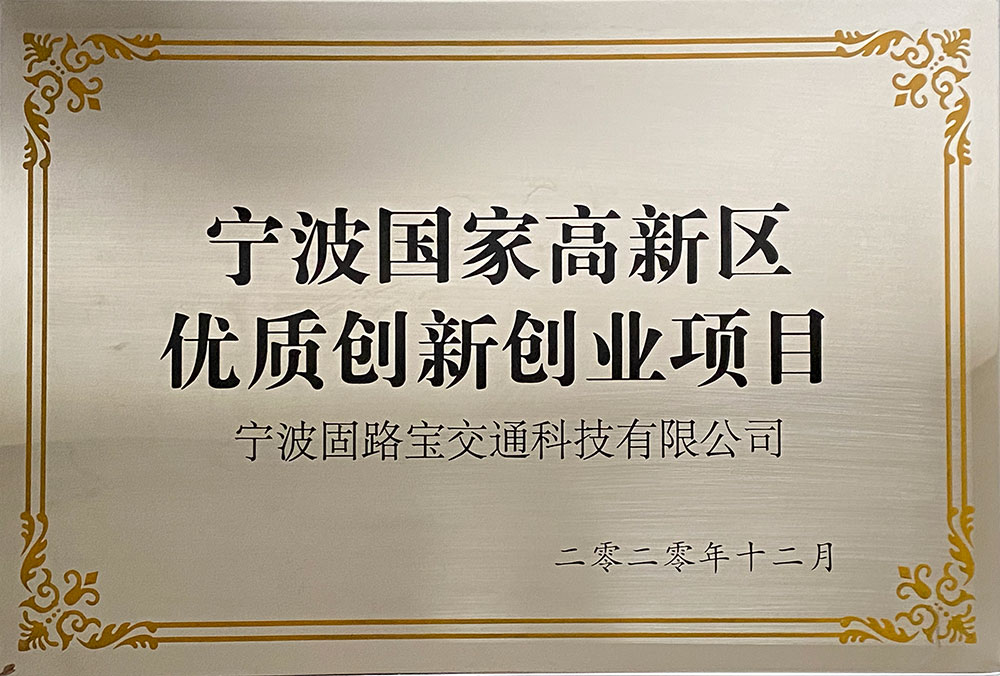 宁波国家高新区
优质创新创业项目
宁波固路宝交通科技有限公司
二零二零年十二月